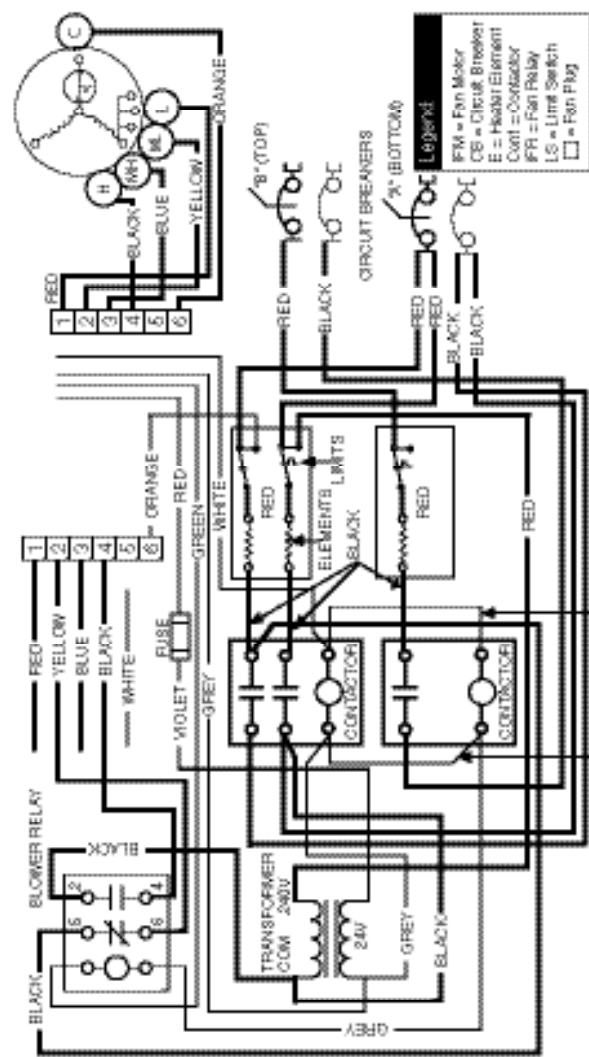 C
H
MH
ML
L
RED
BLACK
BLUE
YELLOW
ORANGE
1
2
3
4
5
6
"B" (TOP)
CIRCUIT BREAKERS
"A" (BOTTOM)
Legend
IFM = Fan Motor
CB = Circuit Breaker
E = Heater Element
Cont = Contactor
IFR = Fan Relay
LS = Limit Switch
= Fan Plug
RED
BLACK
RED
RED
BLACK
BLACK
1
2
3
4
5
6
RED
YELLOW
BLUE
BLACK
WHITE
ORANGE
RED
GREEN
WHITE
FUSE
VIOLET
GREY
RED
ELEMENTS
LIMITS
BLACK
RED
RED
CONTACTOR
CONTACTOR
BLOWER RELAY
2
4
5
6
BLACK
BLACK
TRANSFORMER
COM
240V
24V
GREY
BLACK
GREY